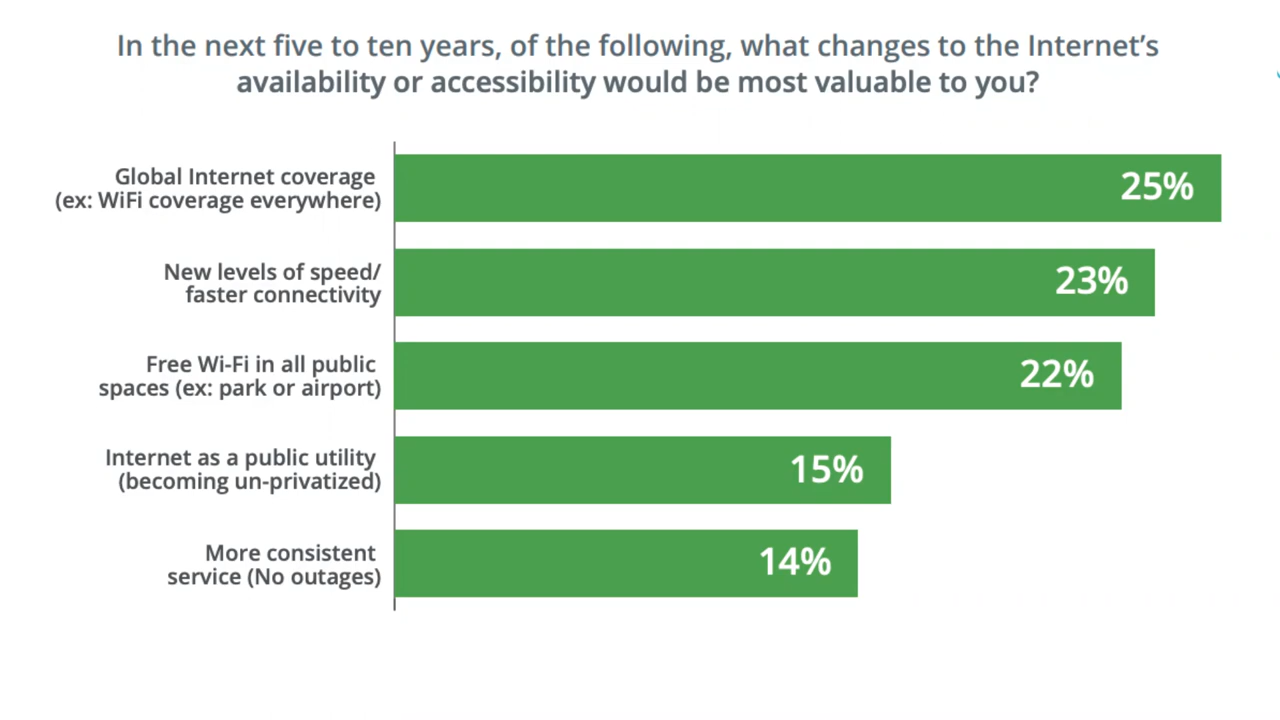 In the next five to ten years, of the following, what changes to the Internet’s
availability or accessibility would be most valuable to you?
Global Internet coverage
(ex: WiFi coverage everywhere)
25%
New levels of speed/
faster connectivity
23%
Free Wi-Fi in all public
spaces (ex: park or airport)
22%
Internet as a public utility
(becoming un-privatized)
15%
More consistent
service (No outages)
14%